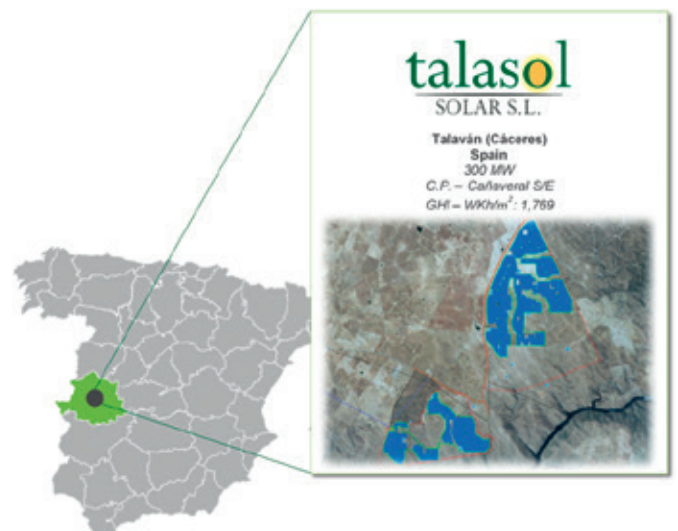 talasol
SOLAR S.L.
Talaván (Cáceres)
Spain
300 MW
C.P. – Cañaveral S/E
GHI – WKh/m²: 1,769